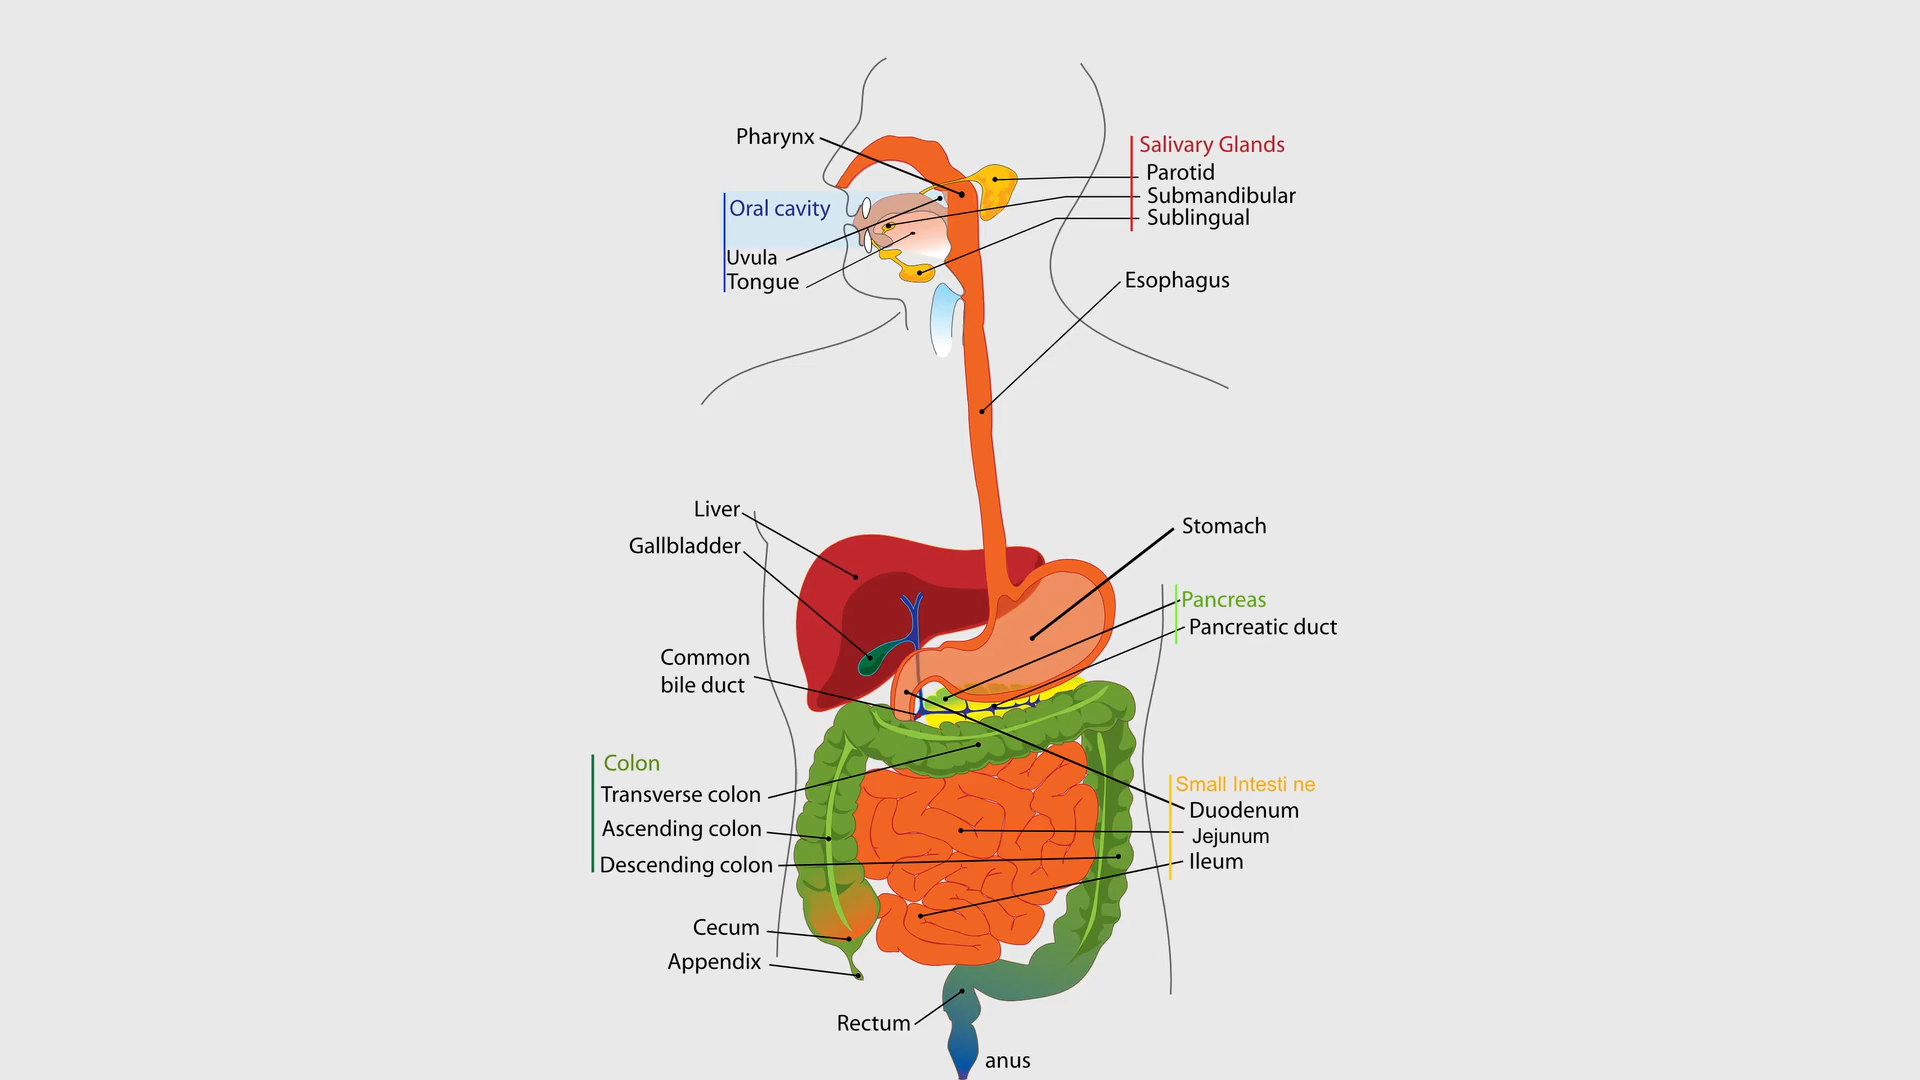 Pharynx
Salivary Glands
Parotid
Submandibular
Sublingual
Oral cavity
Uvula
Tongue
Esophagus
Liver
Gallbladder
Stomach
Pancreas
Pancreatic duct
Common
bile duct
Colon
Transverse colon
Ascending colon
Descending colon
Small Intesti ne
Duodenum
Jejunum
Ileum
Cecum
Appendix
Rectum
anus